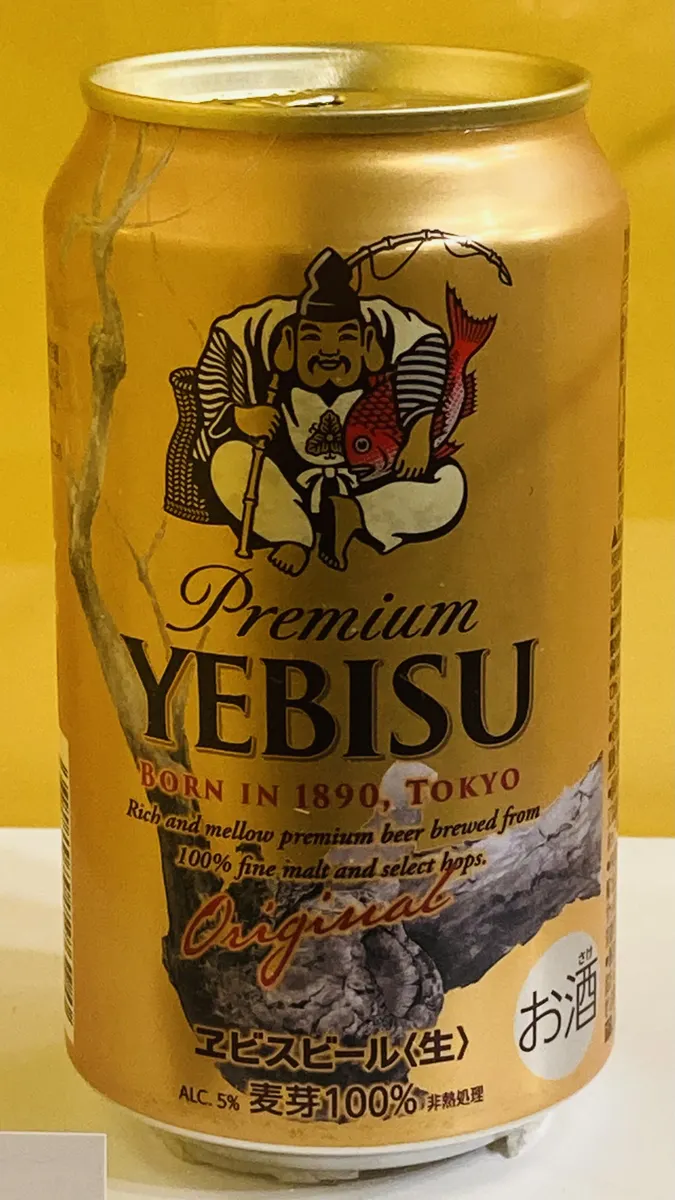 Premium
YEBISU
BORN IN 1890, TOKYO
Rich and mellow premium beer brewed from
100% fine malt and select hops.
Original
さけ
お酒
ヱビスビール〈生〉
ALC. 5% 麦芽100% 非熱処理